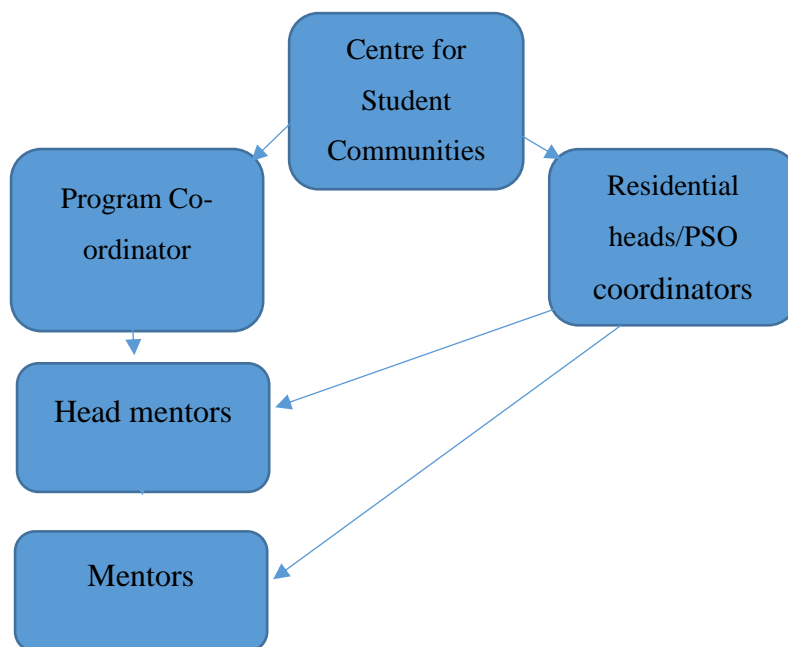 Centre for
Student
Communities
Program Co-
ordinator
Residential
heads/PSO
coordinators
Head mentors
Mentors